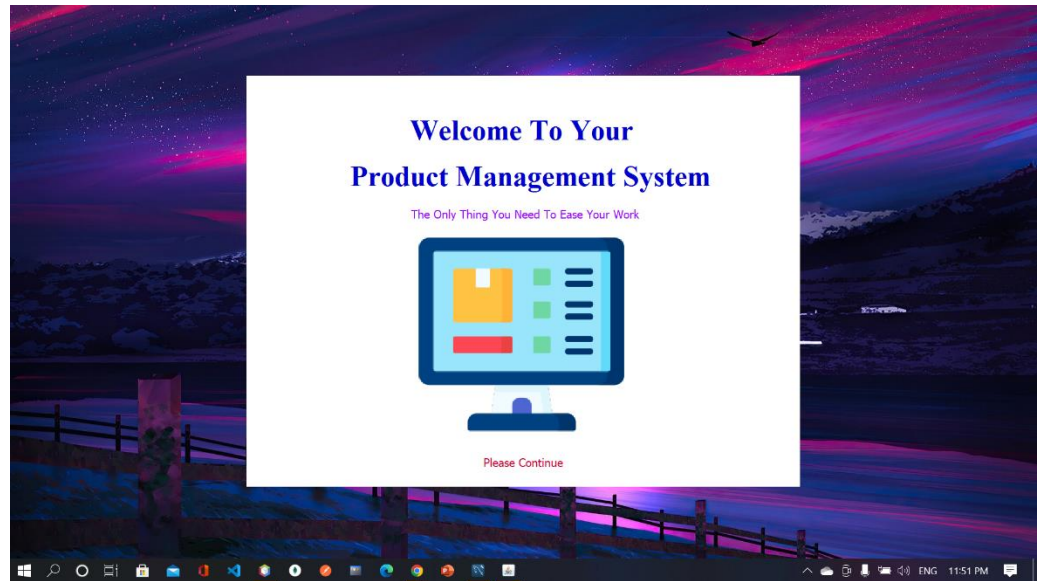 Welcome To Your
Product Management System
The Only Thing You Need To Ease Your Work
Please Continue
ENG 11:51 PM